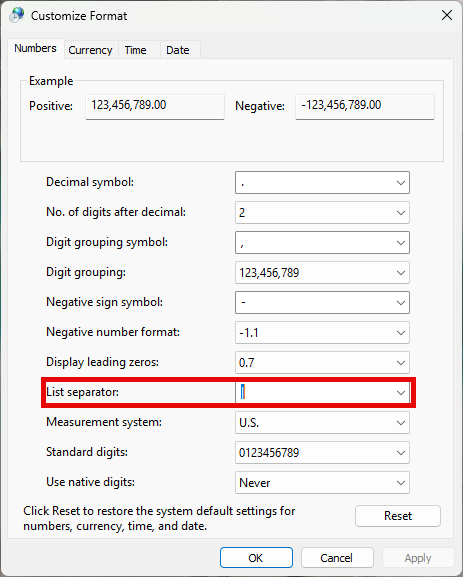 Customize Format
Numbers Currency Time Date
Example
Positive: 123,456,789.00 Negative: -123,456,789.00
Decimal symbol: .
No. of digits after decimal: 2
Digit grouping symbol: ,
Digit grouping: 123,456,789
Negative sign symbol: -
Negative number format: -1.1
Display leading zeros: 0.7
List separator:
Measurement system: U.S.
Standard digits: 0123456789
Use native digits: Never
Click Reset to restore the system default settings for
numbers, currency, time, and date.
Reset
OK Cancel Apply